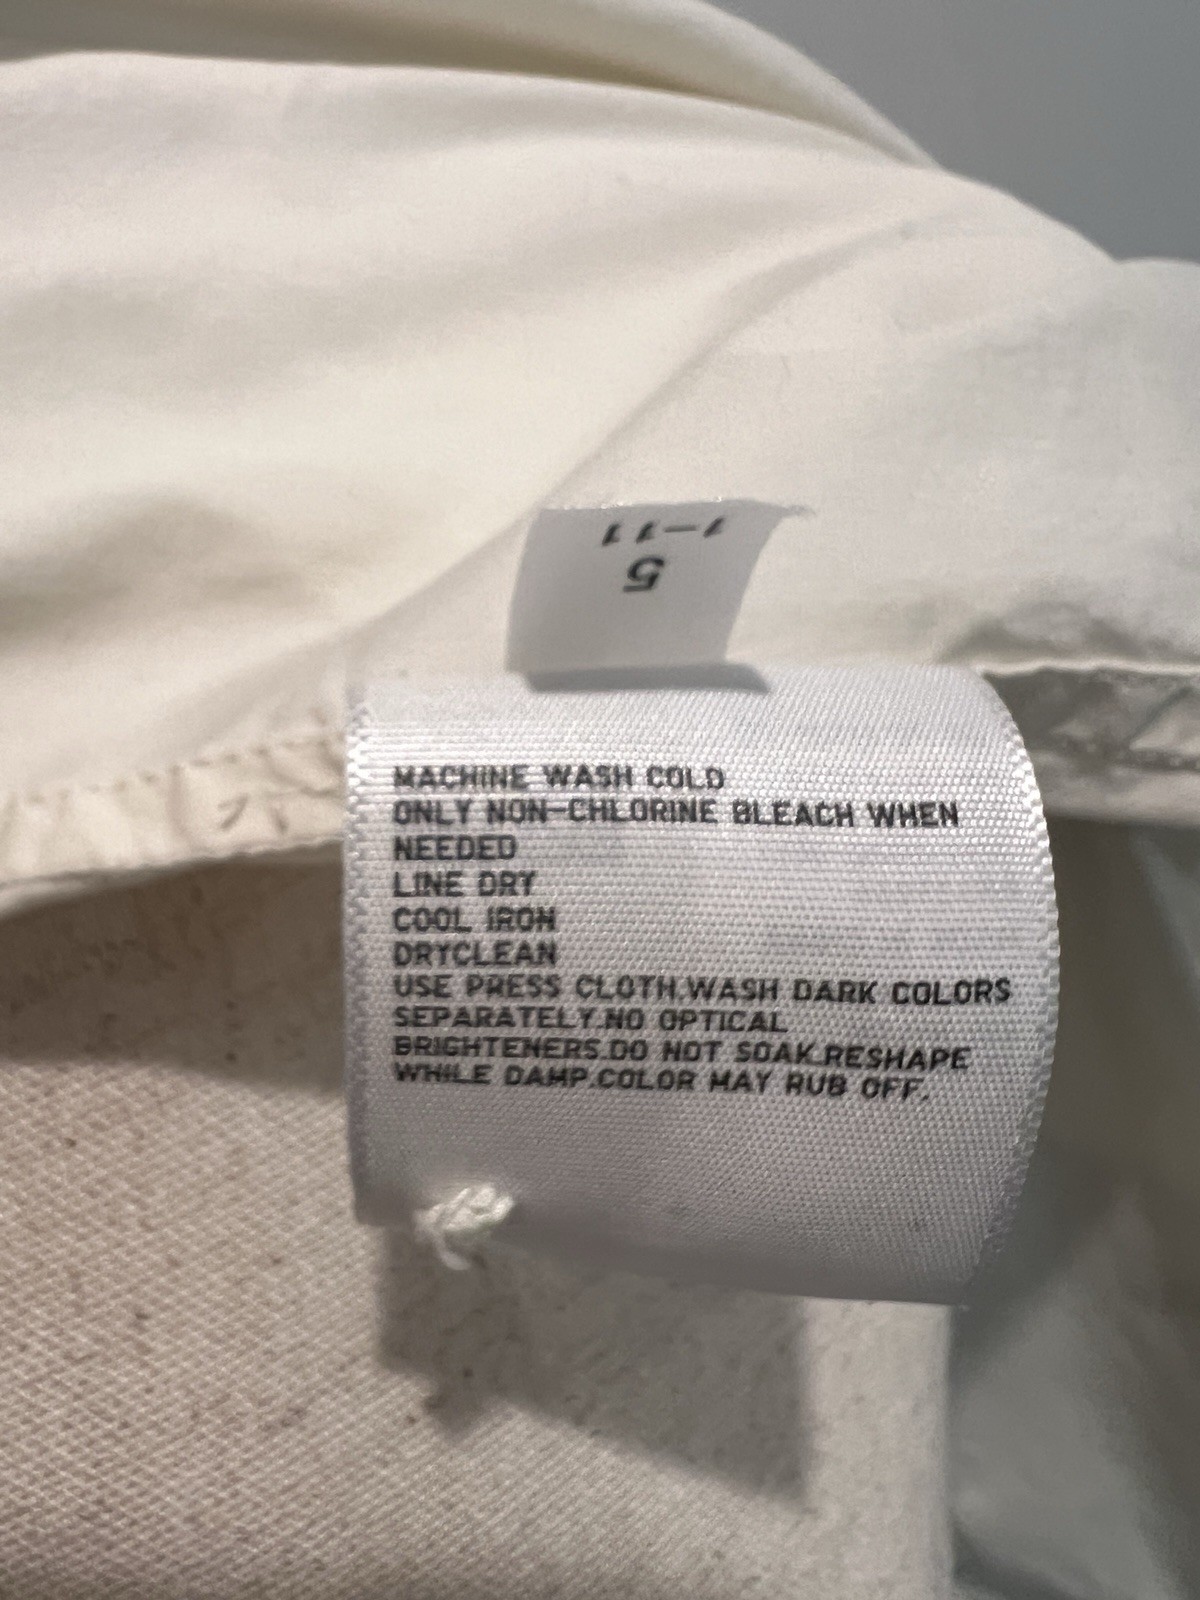 1-11
5
MACHINE WASH COLD
ONLY NON-CHLORINE BLEACH WHEN
NEEDED
LINE DRY
COOL IRON
DRYCLEAN
USE PRESS CLOTH.WASH DARK COLORS
SEPARATELY.NO OPTICAL
BRIGHTENERS.DO NOT SOAK.RESHAPE
WHILE DAMP.COLOR MAY RUB OFF.